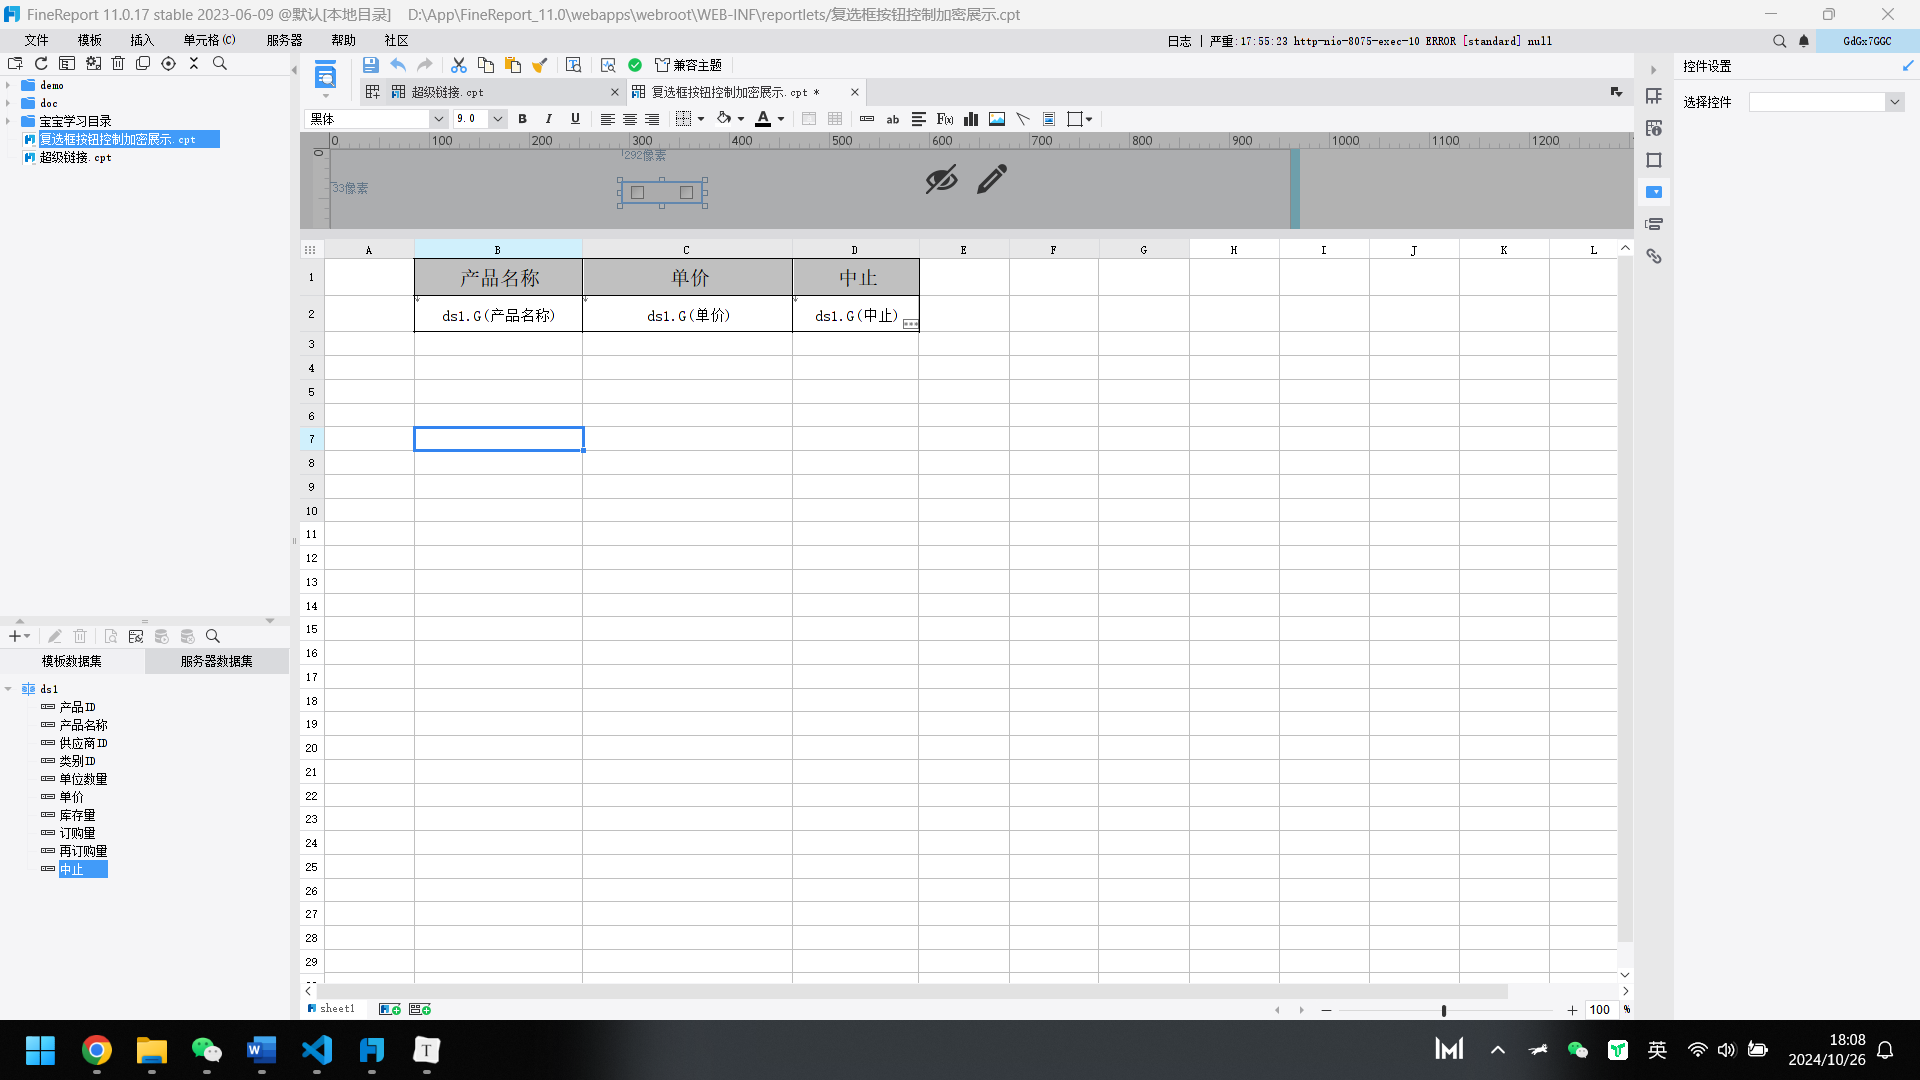 FineReport 11.0.17 stable 2023-06-09 @默认[本地目录] D:\App\FineReport_11.0\webapps\webroot\WEB-INF\reportlets/复选框按钮控制加密展示.cpt
文件 模板 插入 单元格(C) 服务器 帮助 社区
日志 | 严重:17:55:23 http-nio-8075-exec-10 ERROR [standard] null
GdGx7GGC
demo
doc
宝宝学习目录
复选框按钮控制加密展示.cpt
超级链接.cpt
兼容主题
超级链接.cpt
复选框按钮控制加密展示.cpt *
黑体 9.0 B I U A ab F(x)
0 100 200 300 400 500 600 700 800 900 1000 1100 1200
0
292像素
33像素
A B C D E F G H I J K L
1 产品名称 单价 中止
2 ds1.G(产品名称) ds1.G(单价) ds1.G(中止)
3
4
5
6
7
8
9
10
11
12
13
14
15
16
17
18
19
20
21
22
23
24
25
26
27
28
29
sheet1
100 %
模板数据集 服务器数据集
ds1
产品ID
产品名称
供应商ID
类别ID
单位数量
单价
库存量
订购量
再订购量
中止
控件设置
选择控件
W
T
英
18:08
2024/10/26